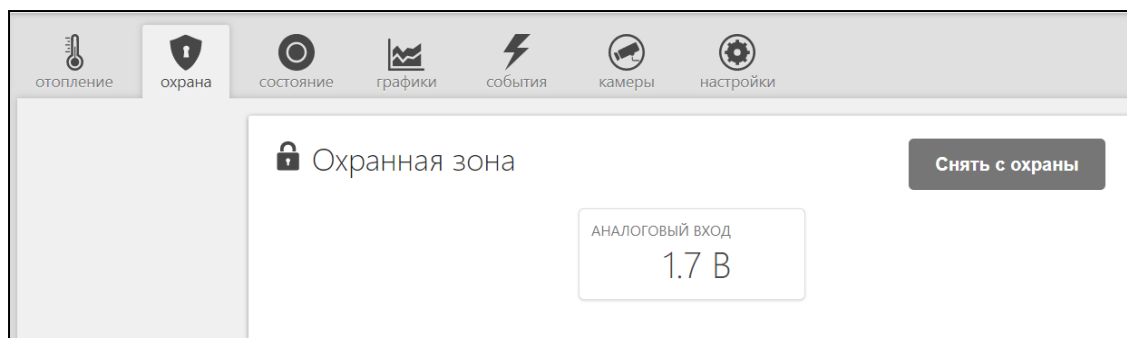 отопление охрана состояние графики события камеры настройки
Охранная зона Снять с охраны
АНАЛОГОВЫЙ ВХОД
1.7 В